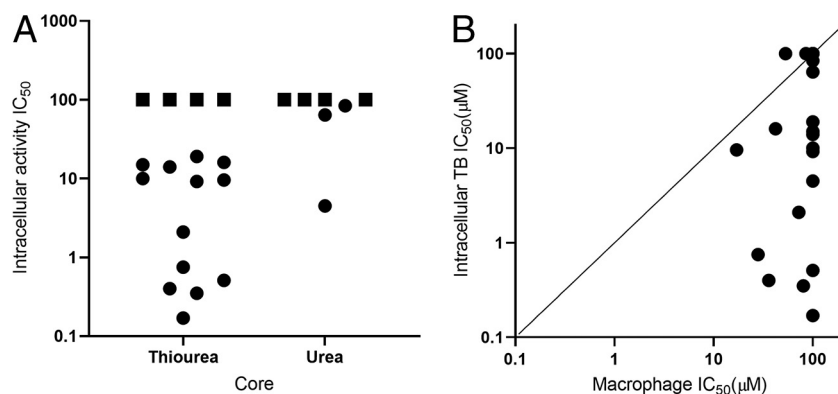 A
Intracellular activity IC50
1000
100
10
1
0.1
Thiourea
Urea
Core
B
Intracellular TB IC50(μM)
100
10
1
0.1
0.1
1
10
100
Macrophage IC50(μM)